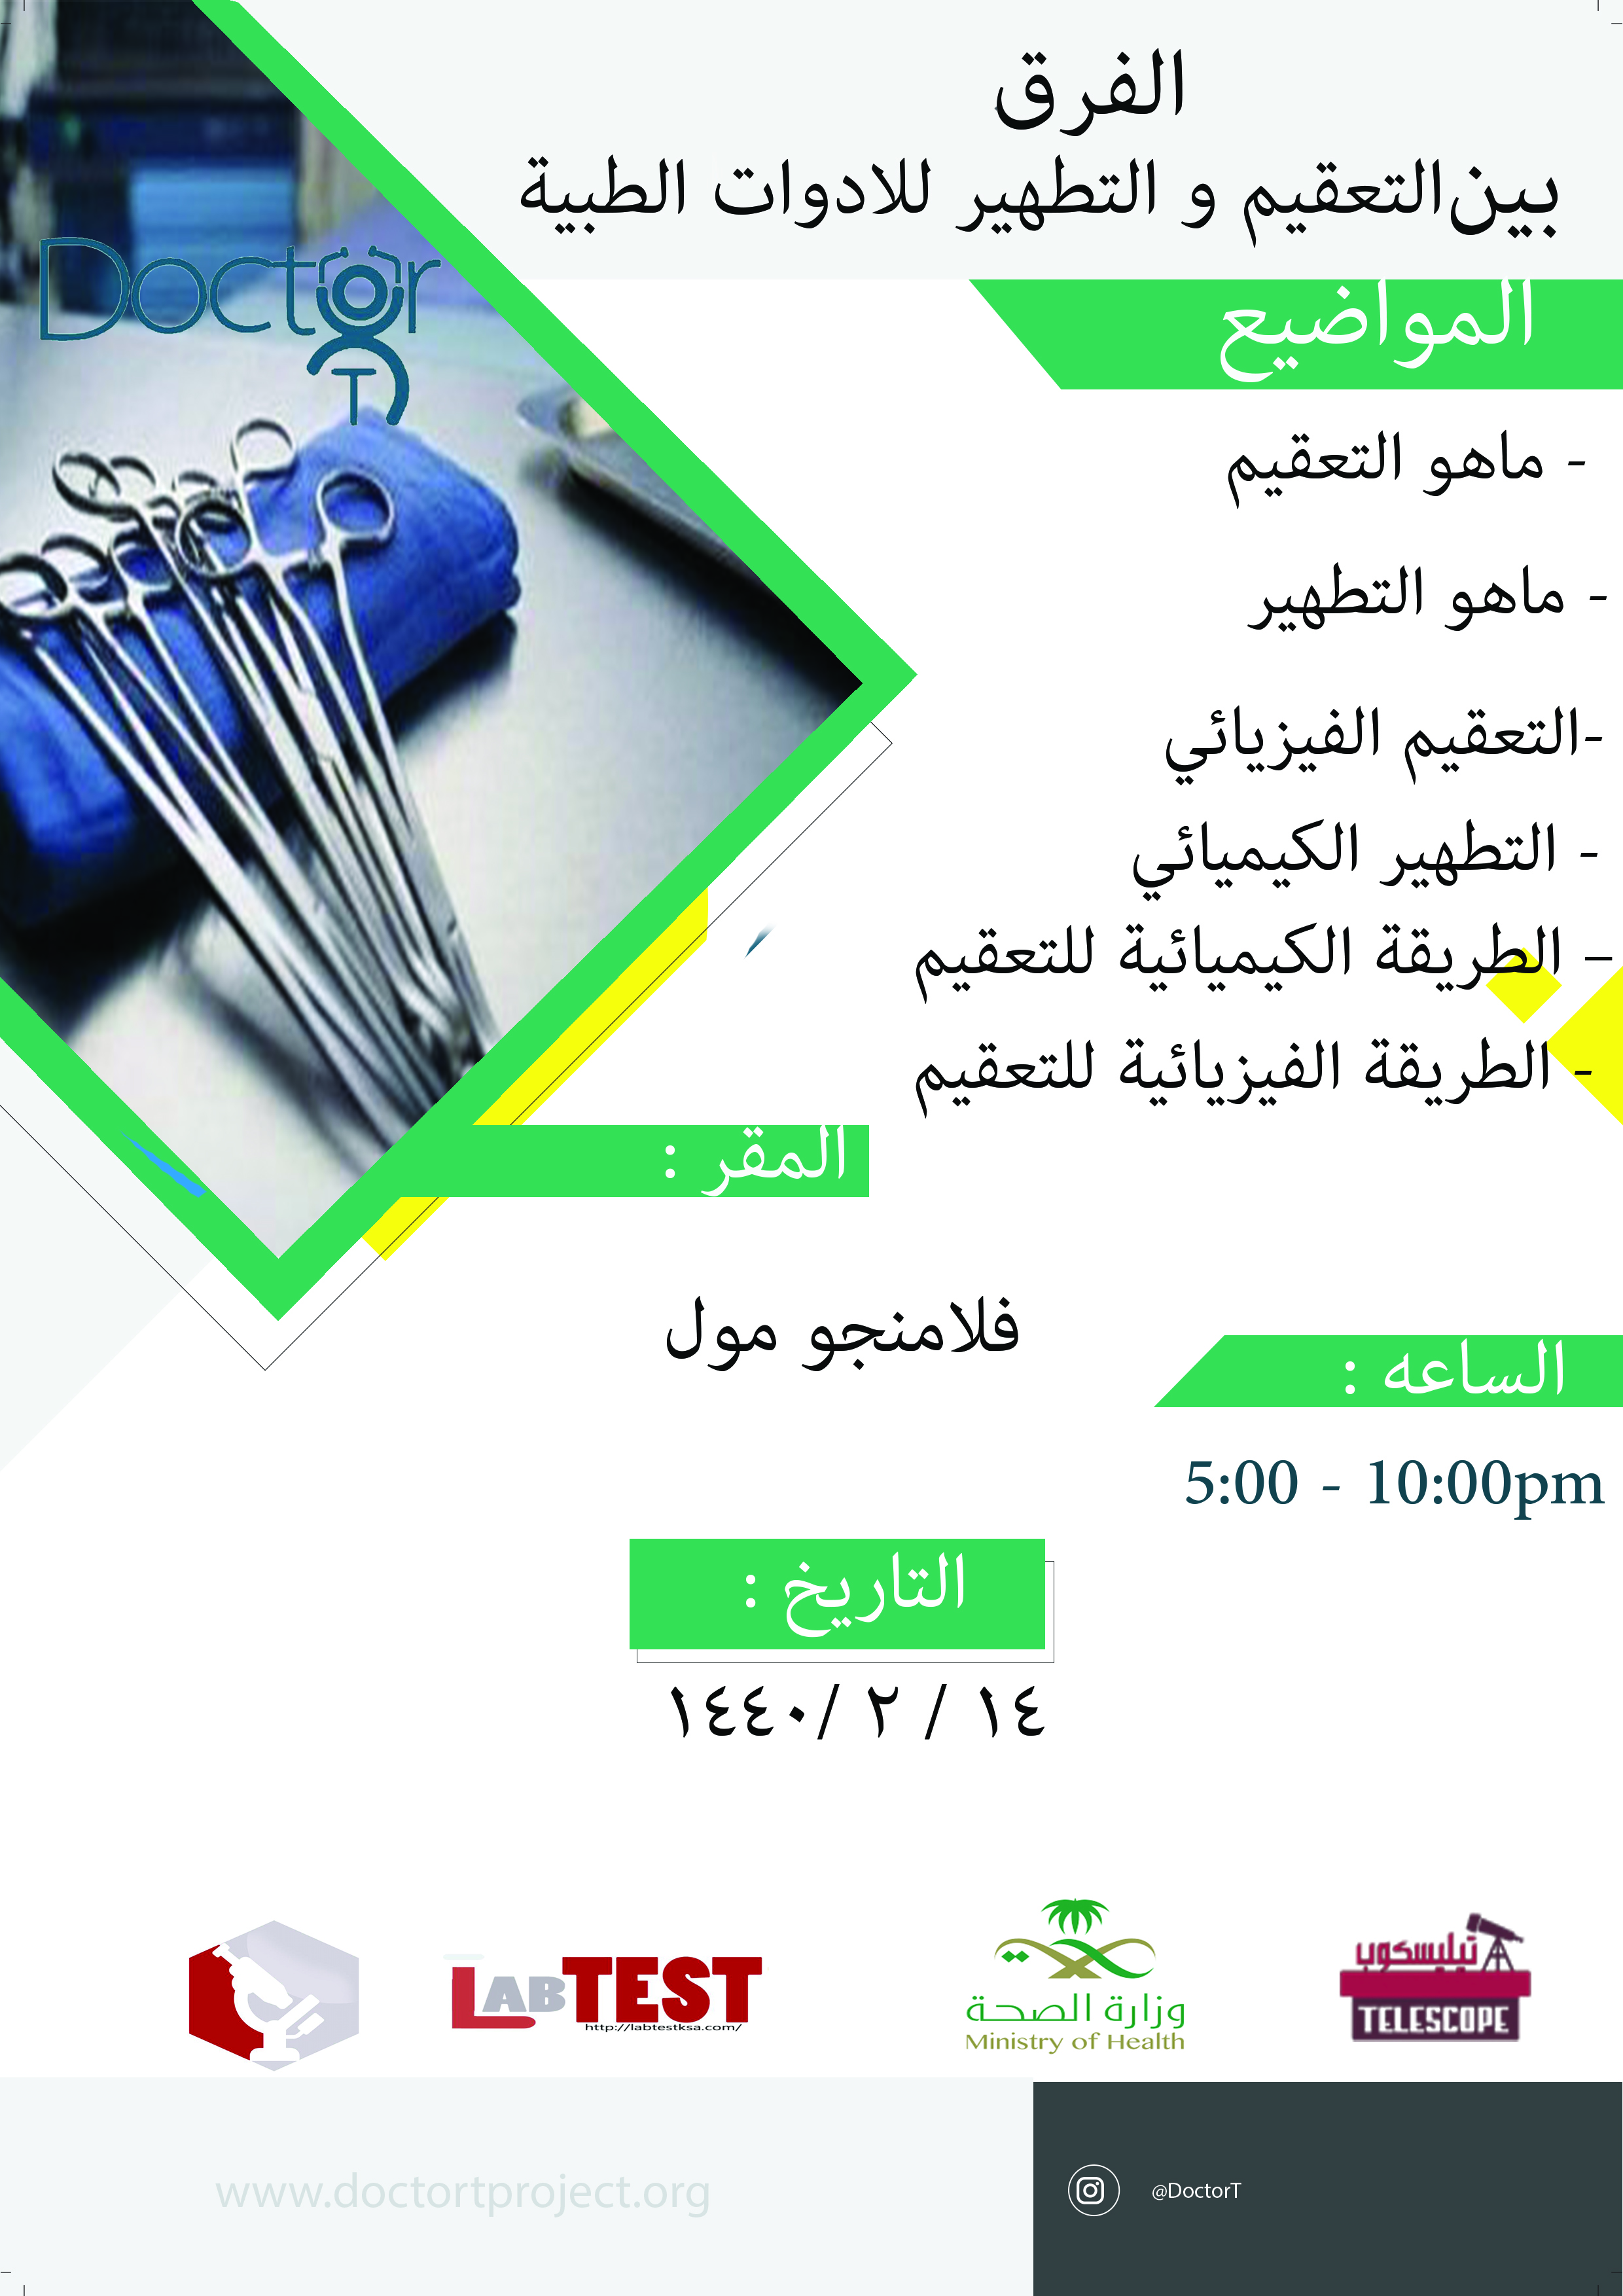 الفرق
بين التعقيم و التطهير للادوات الطبية
Doctor
T
المواضيع
- ماهو التعقيم
- ماهو التطهير
-التعقيم الفيزيائي
- التطهير الكيميائي
– الطريقة الكيميائية للتعقيم
- الطريقة الفيزيائية للتعقيم
المقر :
فلامنجو مول
الساعه :
5:00 - 10:00pm
التاريخ :
١٤ / ٢ /١٤٤٠
LABTEST
http://labtestksa.com/
وزارة الصحة
Ministry of Health
تيليسكوب
TELESCOPE
www.doctortproject.org
@DoctorT